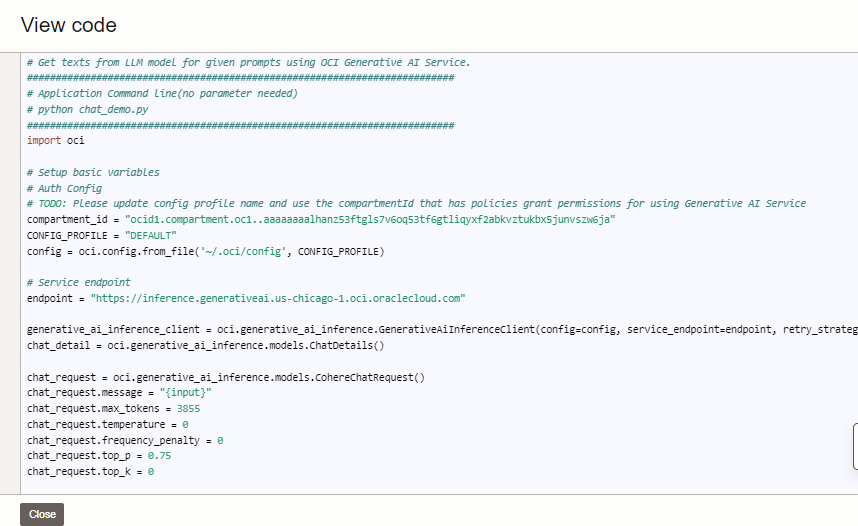 View code
# Get texts from LLM model for given prompts using OCI Generative AI Service.
##########################################################################
# Application Command line(no parameter needed)
# python chat_demo.py
##########################################################################
import oci
# Setup basic variables
# Auth Config
# TODO: Please update config profile name and use the compartmentId that has policies grant permissions for using Generative AI Service
compartment_id = "ocid1.compartment.oc1..aaaaaaaalhanz53ftgls7v6oq53tf6gtliqyxf2abkvztukbx5junvszw6ja"
CONFIG_PROFILE = "DEFAULT"
config = oci.config.from_file('~/.oci/config', CONFIG_PROFILE)
# Service endpoint
endpoint = "https://inference.generativeai.us-chicago-1.oci.oraclecloud.com"
generative_ai_inference_client = oci.generative_ai_inference.GenerativeAiInferenceClient(config=config, service_endpoint=endpoint, retry_strateg
chat_detail = oci.generative_ai_inference.models.ChatDetails()
chat_request = oci.generative_ai_inference.models.CohereChatRequest()
chat_request.message = "{input}"
chat_request.max_tokens = 3855
chat_request.temperature = 0
chat_request.frequency_penalty = 0
chat_request.top_p = 0.75
chat_request.top_k = 0
Close